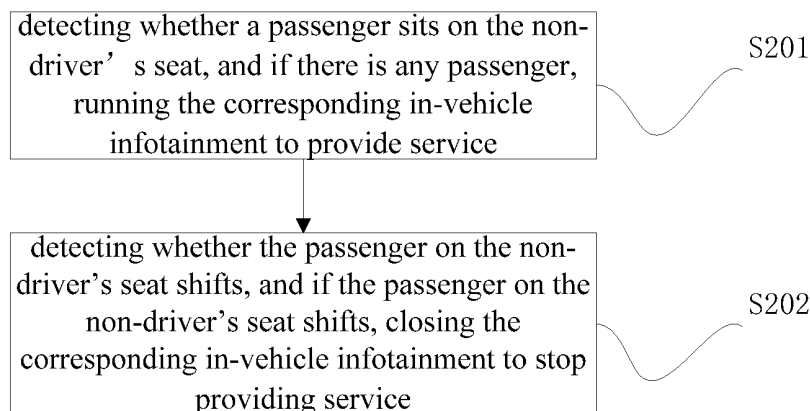 detecting whether a passenger sits on the non-
driver’s seat, and if there is any passenger,
running the corresponding in-vehicle
infotainment to provide service
S201
detecting whether the passenger on the non-
driver’s seat shifts, and if the passenger on the
non-driver’s seat shifts, closing the
corresponding in-vehicle infotainment to stop
providing service
S202